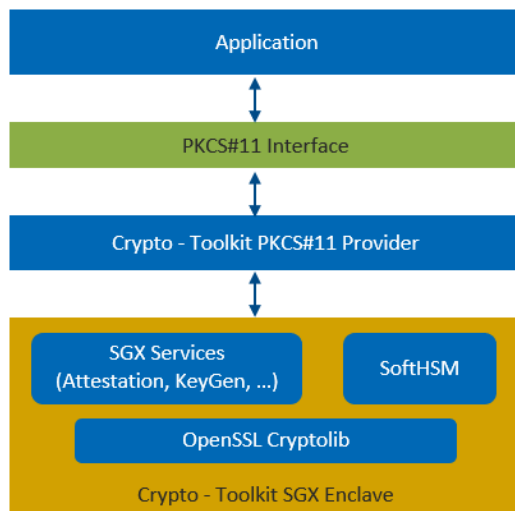 Application
PKCS#11 Interface
Crypto - Toolkit PKCS#11 Provider
SGX Services
(Attestation, KeyGen, ...)
SoftHSM
OpenSSL Cryptolib
Crypto - Toolkit SGX Enclave